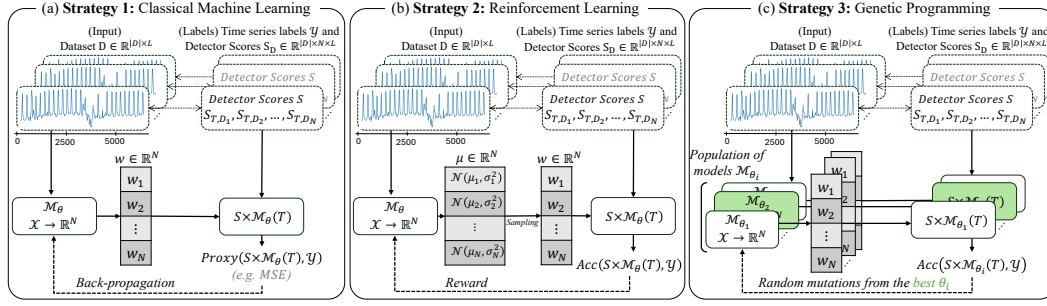 (a) Strategy 1: Classical Machine Learning
(Input)
Dataset D ∈ ℝ^{|D|×L}
(Labels) Time series labels 𝒴 and
Detector Scores S_D ∈ ℝ^{|D|×N×L}
Detector Scores S
Detector Scores S
S_{T,D_1}, S_{T,D_2}, ..., S_{T,D_N}
0 2500 5000
w ∈ ℝ^N
w_1
w_2
⋮
w_N
ℳ_θ
𝒳 → ℝ^N
S×ℳ_θ(T)
Proxy(S×ℳ_θ(T), 𝒴)
(e.g. MSE)
Back-propagation
(b) Strategy 2: Reinforcement Learning
(Input)
Dataset D ∈ ℝ^{|D|×L}
(Labels) Time series labels 𝒴 and
Detector Scores S_D ∈ ℝ^{|D|×N×L}
Detector Scores S
Detector Scores S
S_{T,D_1}, S_{T,D_2}, ..., S_{T,D_N}
0 2500 5000
μ ∈ ℝ^N
w ∈ ℝ^N
𝒩(μ_1, σ_1^2)
𝒩(μ_2, σ_2^2)
⋮
𝒩(μ_N, σ_N^2)
Sampling
w_1
w_2
⋮
w_N
ℳ_θ
𝒳 → ℝ^N
S×ℳ_θ(T)
Acc(S×ℳ_θ(T), 𝒴)
Reward
(c) Strategy 3: Genetic Programming
(Input)
Dataset D ∈ ℝ^{|D|×L}
(Labels) Time series labels 𝒴 and
Detector Scores S_D ∈ ℝ^{|D|×N×L}
Detector Scores S
Detector Scores S
S_{T,D_1}, S_{T,D_2}, ..., S_{T,D_N}
0 2500 5000
Population of
models ℳ_{θ_i}
ℳ_{θ_2}
ℳ_{θ_1}
𝒳 → ℝ^N
w_1
w_1
w_2
⋮
w_N
S×ℳ_{θ_1}(T)
Acc(S×ℳ_{θ_i}(T), 𝒴)
Random mutations from the best θ_i